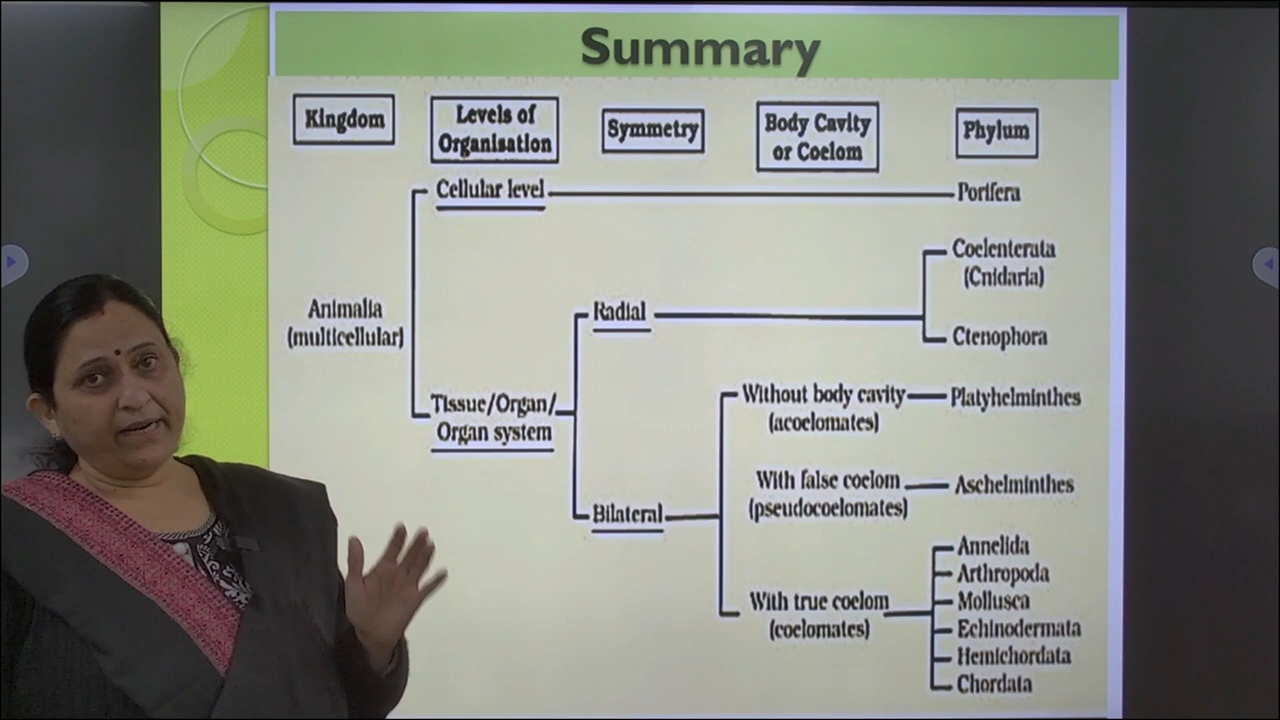 Summary
Kingdom
Levels of
Organisation
Symmetry
Body Cavity
or Coelom
Phylum
Cellular level
Porifera
Coelenterata
(Cnidaria)
Animalia
(multicellular)
Radial
Ctenophora
Tissue/Organ/
Organ system
Without body cavity
(acoelomates)
Platyhelminthes
With false coelom
(pseudocoelomates)
Aschelminthes
Bilateral
With true coelom
(coelomates)
Annelida
Arthropoda
Mollusca
Echinodermata
Hemichordata
Chordata